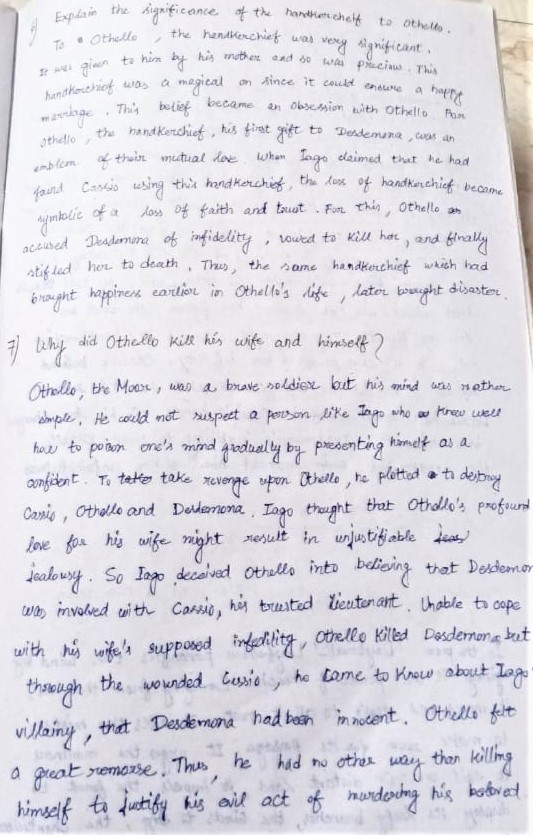 6) Explain the significance of the handkerchelf to Othello.
To Othello, the handkerchief was very significant.
It was given to him by his mother and so was precious. This
handkerchief was a magical on since it could ensure a happy
marriage. This belief became an obsession with Othello. For
Othello, the handkerchief, his first gift to Desdemona, was an
emblem of their mutual love. When Iago claimed that he had
found Cassio using this handkerchief, the loss of handkerchief became
symbolic of a loss of faith and trust. For this, Othello
accused Desdemona of infidelity, vowed to kill her, and finally
stifled her to death. Thus, the same handkerchief which had
brought happiness earlier in Othello's life, later brought disaster.
7) Why did Othello kill his wife and himself?
Othello, the Moor, was a brave soldier but his mind was rather
simple. He could not suspect a person like Iago who knew well
how to poison one's mind gradually by presenting himself as a
confident. To take revenge upon Othello, he plotted to destroy
Cassio, Othello and Desdemona. Iago thought that Othello's profound
love for his wife might result in unjustifiable
jealousy. So Iago deceived Othello into believing that Desdemon
was involved with Cassio, his trusted lieutenant. Unable to cope
with his wife's supposed infedility, Othello killed Desdemona but
through the wounded Cassio, he came to know about Iago
villainy, that Desdemona had been innocent. Othello felt
a great remorse. Thus, he had no other way than killing
himself to justify his evil act of murdering his beloved.